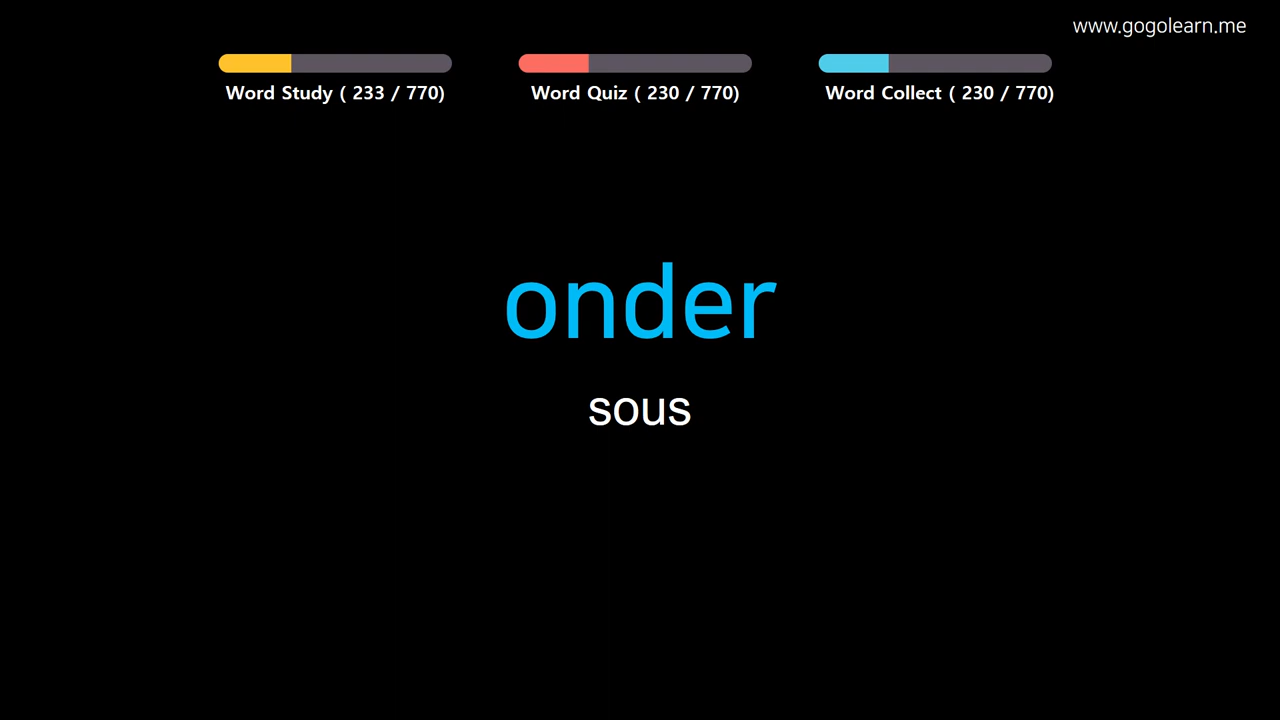 www.gogolearn.me
Word Study ( 233 / 770)
Word Quiz ( 230 / 770)
Word Collect ( 230 / 770)
onder
sous